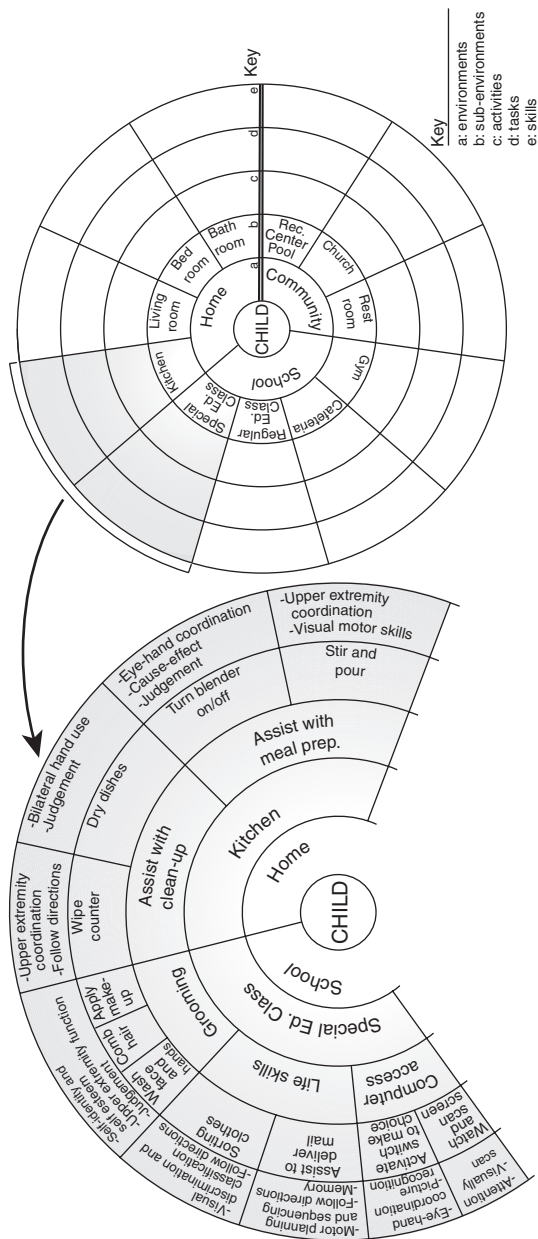 Key
a: environments
b: sub-environments
c: activities
d: tasks
e: skills
Key
a
b
c
d
e
CHILD
Home
Community
School
Living
room
Bed
room
Bath
room
Rec.
Center
Pool
Church
Rest
room
Gym
Cafeteria
Regular
Ed.
Class
Special
Ed.
Class
Kitchen
CHILD
Home
School
Kitchen
Special Ed. Class
Assist with
meal prep.
Stir and
pour
-Upper extremity
coordination
-Visual motor skills
Turn blender
on/off
-Eye-hand coordination
-Cause-effect
-Judgement
Assist with
clean-up
Dry dishes
-Bilateral hand use
-Judgement
Wipe
counter
-Upper extremity
coordination
-Follow directions
Grooming
Apply
make-
up
Comb
hair
Wash
face
and
hands
-Self-identity and
self esteem
-Upper extremity function
-Judgement
Life skills
Sorting
clothes
-Visual
discrimination and
classification
-Follow directions
Assist to
deliver
mail
-Motor planning
and sequencing
-Follow directions
-Memory
Computer
access
Activate
switch
to make
choice
-Eye-hand
coordination
-Picture
recognition
Watch
and
scan
screen
-Attention
-Visually
scan